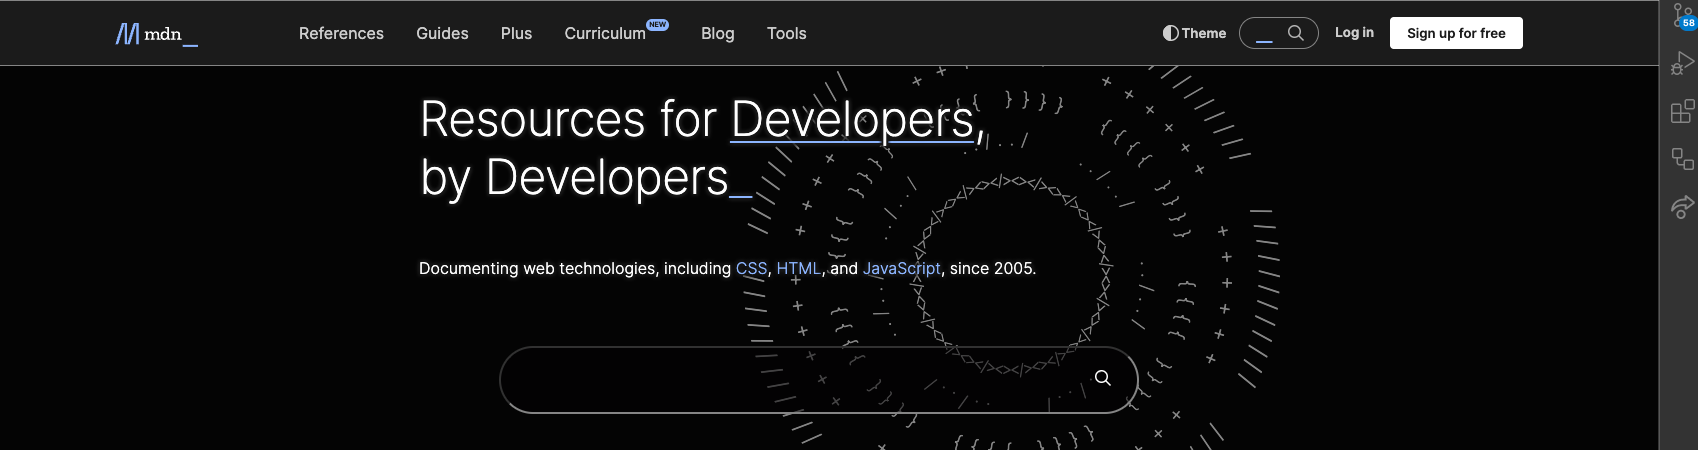 mdn_
References Guides Plus Curriculum NEW Blog Tools Theme Log in Sign up for free
58
Resources for Developers,
by Developers_
Documenting web technologies, including CSS, HTML, and JavaScript, since 2005.